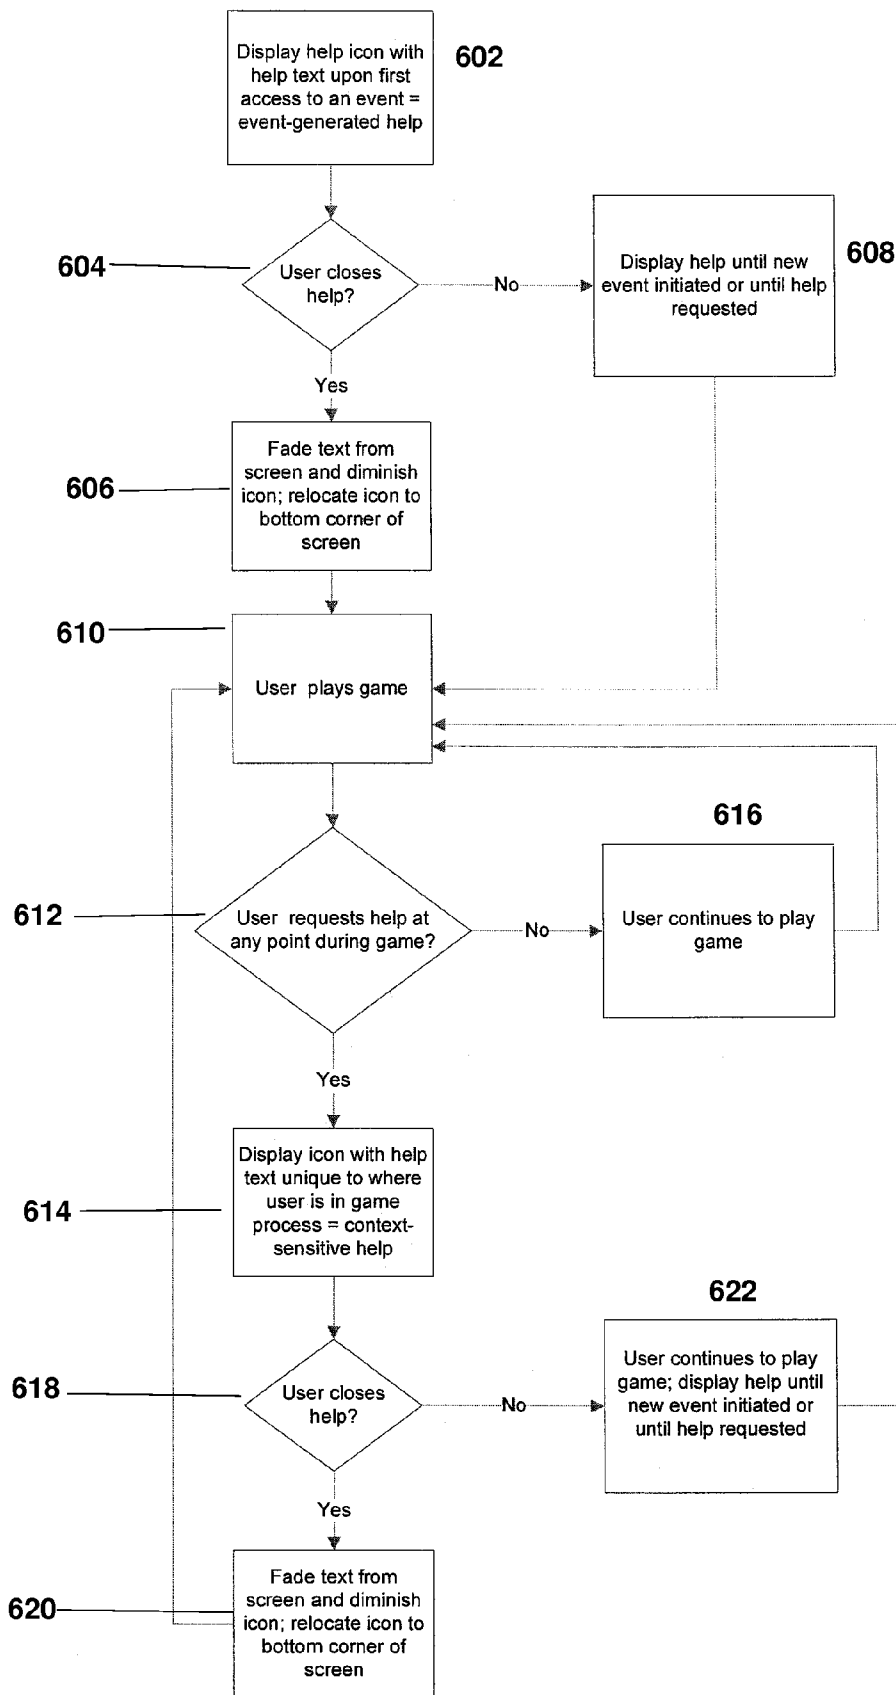 Display help icon with
help text upon first
access to an event =
event-generated help
602
604
User closes
help?
No
Display help until new
event initiated or until help
requested
608
Yes
Fade text from
screen and diminish
icon; relocate icon to
bottom corner of
screen
606
610
User plays game
616
612
User requests help at
any point during game?
No
User continues to play
game
Yes
Display icon with help
text unique to where
user is in game
process = context-
sensitive help
614
622
618
User closes
help?
No
User continues to play
game; display help until
new event initiated or
until help requested
Yes
Fade text from
screen and diminish
icon; relocate icon to
bottom corner of
screen
620